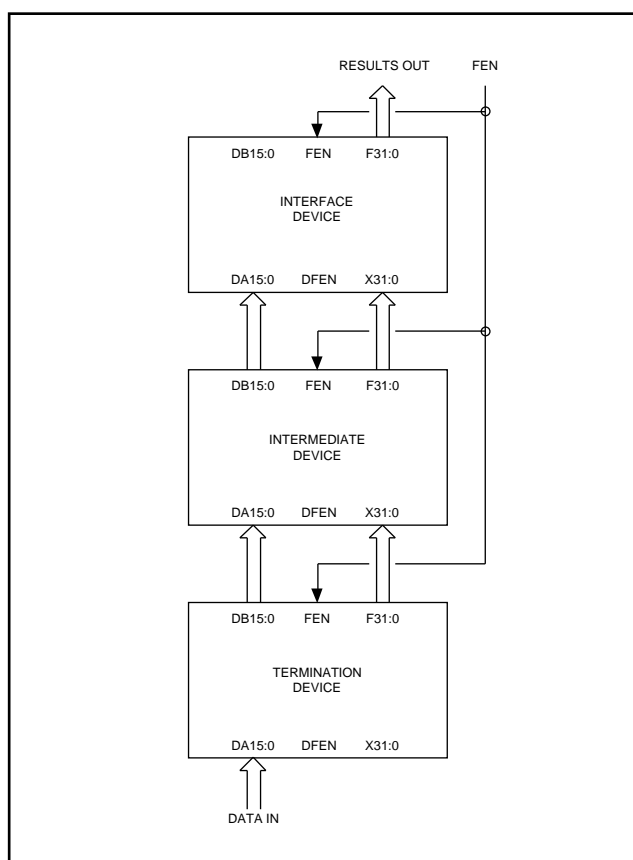 RESULTS OUT FEN
DB15:0 FEN F31:0
INTERFACE
DEVICE
DA15:0 DFEN X31:0
DB15:0 FEN F31:0
INTERMEDIATE
DEVICE
DA15:0 DFEN X31:0
DB15:0 FEN F31:0
TERMINATION
DEVICE
DA15:0 DFEN X31:0
DATA IN